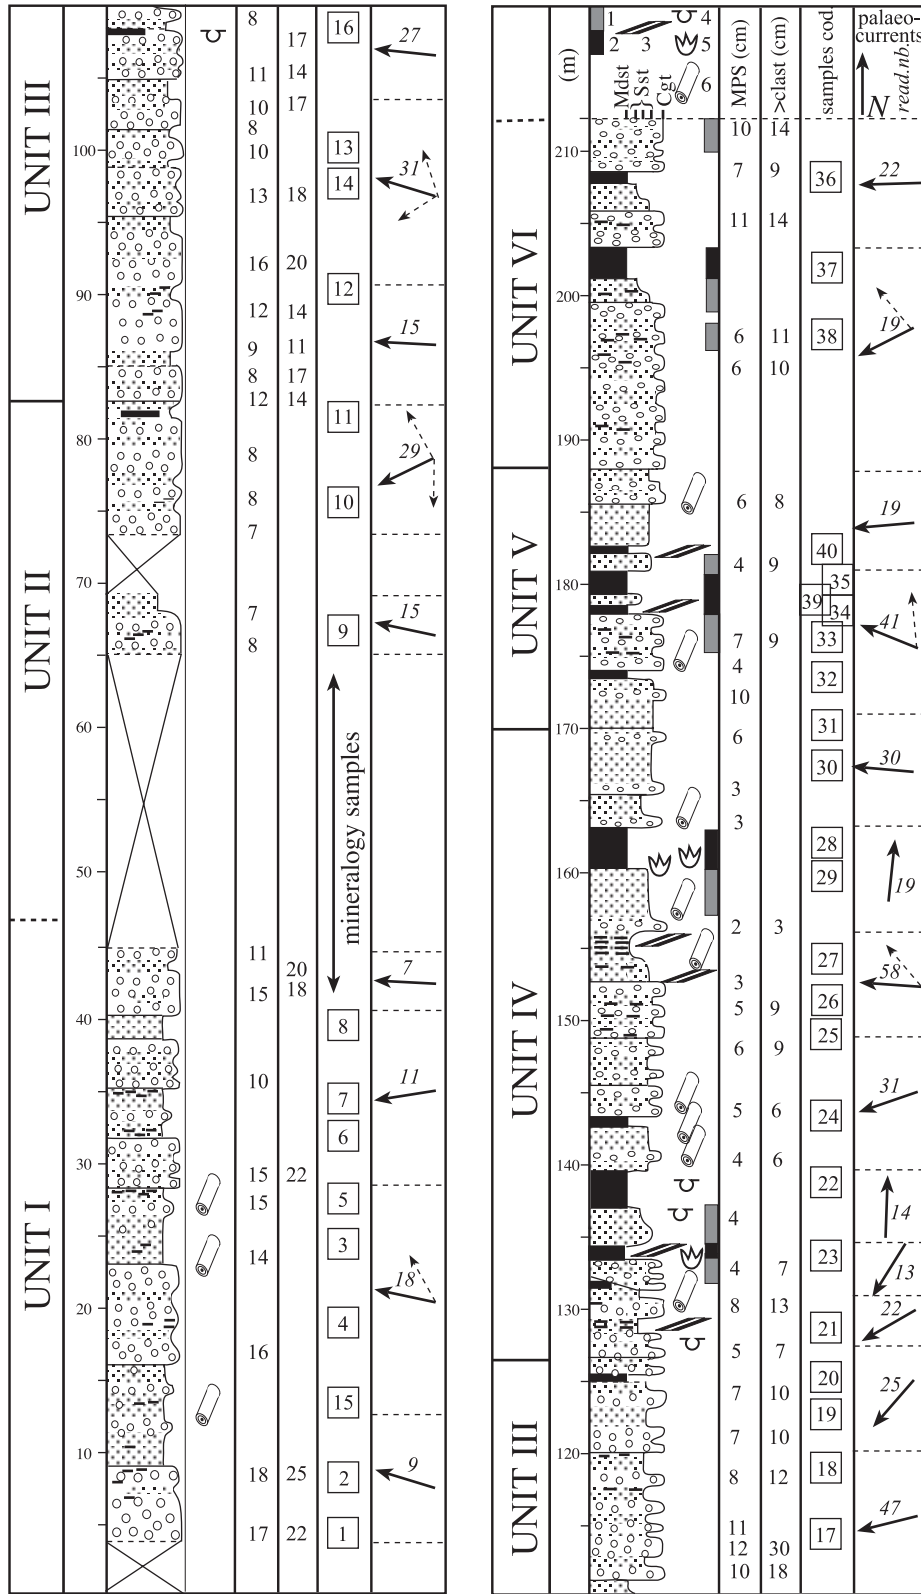 UNIT III
UNIT II
UNIT I
100
90
80
70
60
50
40
30
20
10
8 16 27
17
11 14
10 17
8
10 13
14 31
13 18
16 20
12
12 14
15
9 11
8 17
12 14
11
8 29
8 10
7
7 15
9
8
mineralogy samples
11
20 7
15 18
8
10 11
7
6
15 22
15 5
3
14
18
4
16
15
9
18 25 2
17 22 1
(m)
1 4
2 3 5
6
Mdst
Sst
Cgt
MPS (cm)
>clast (cm)
samples cod.
palaeo-
currents
N
read.nb.
UNIT VI
UNIT V
UNIT IV
UNIT III
210
200
190
180
170
160
150
140
130
120
10 14
7 9 36 22
11 14
37
19
6 11 38
6 10
6 8
19
40
4 9 35
39 34
41
7 9 33
4 32
10
31
6
30 30
3
3
28
29 19
2 3
27
58
3
5 9 26
25
6 9
31
5 6 24
4 6
22
4 14
23
4 7 13
8 13 22
21
5 7
20
7 10 25
19
7 10
8 12 18
47
11 17
12 30
10 18